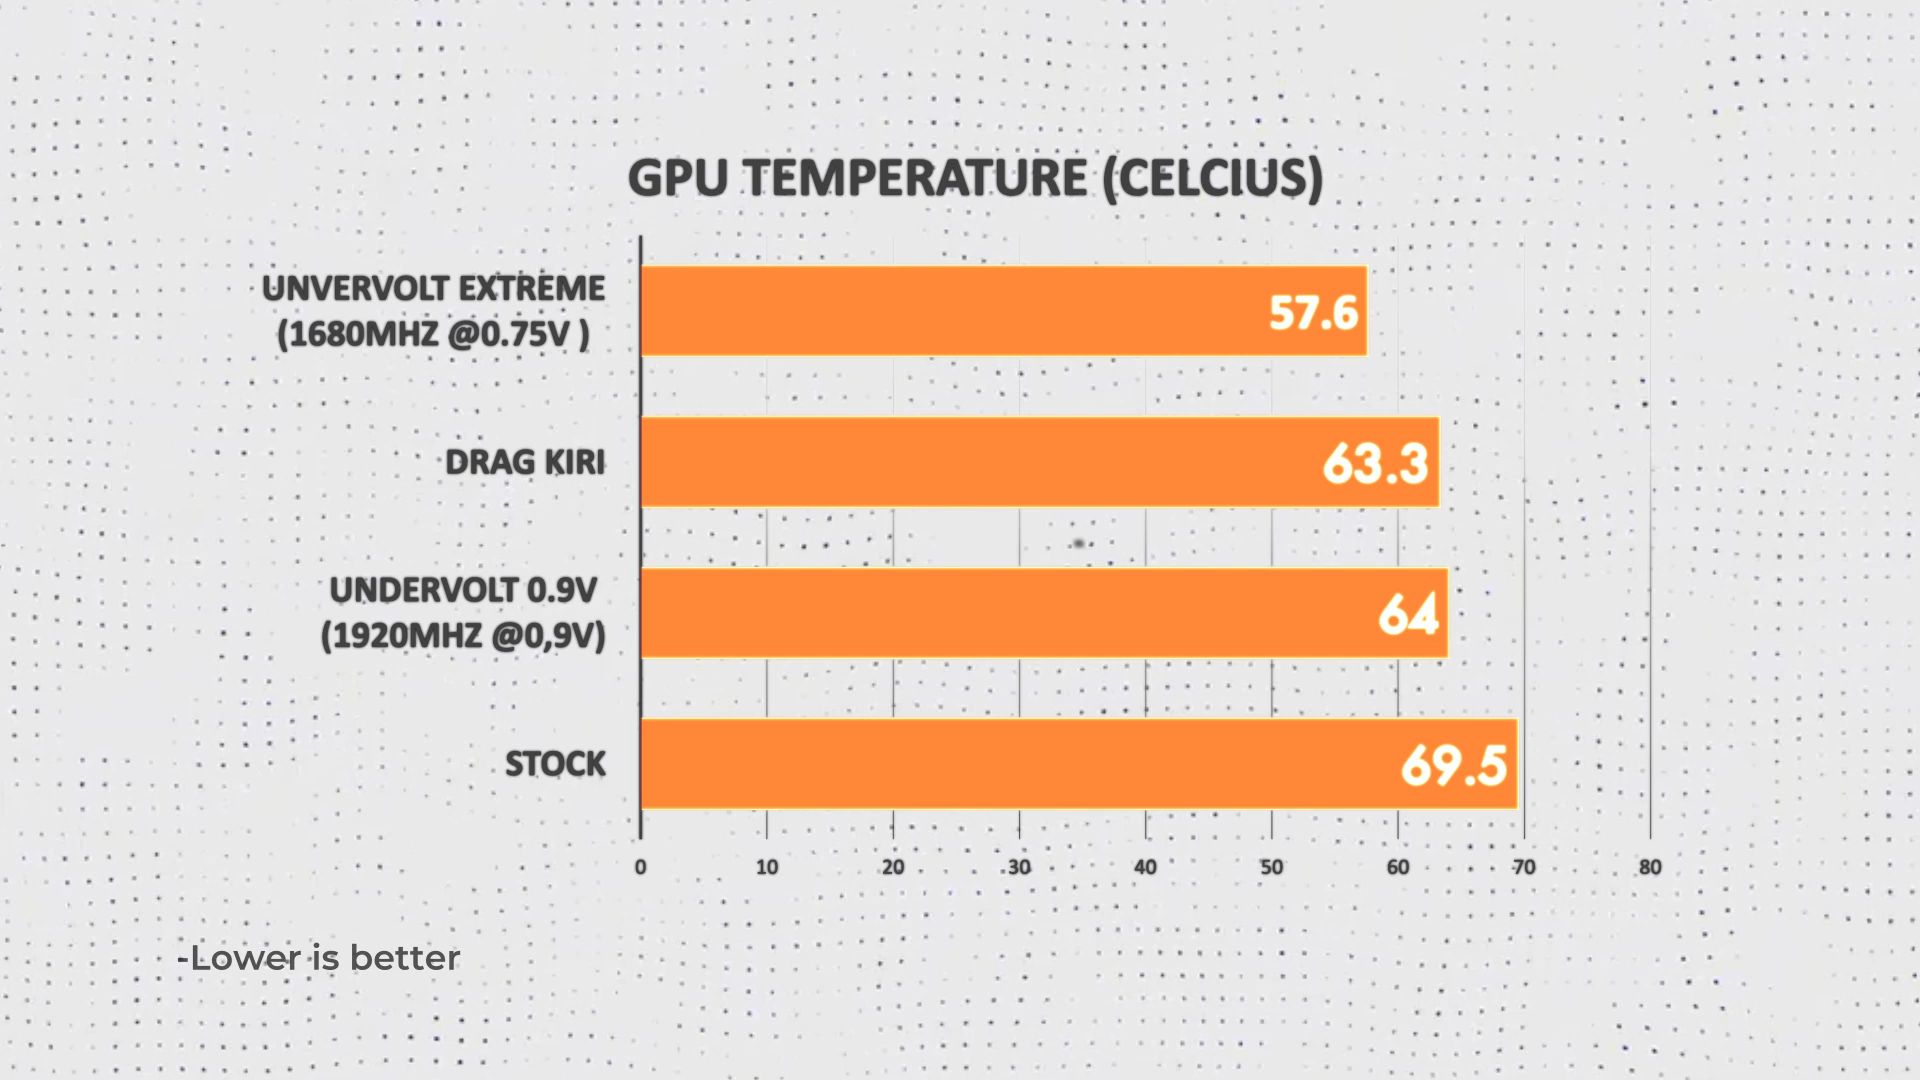 GPU TEMPERATURE (CELCIUS)
UNVERVOLT EXTREME
(1680MHZ @0.75V )
57.6
DRAG KIRI
63.3
UNDERVOLT 0.9V
(1920MHZ @0,9V)
64
STOCK
69.5
0 10 20 30 40 50 60 70 80
-Lower is better